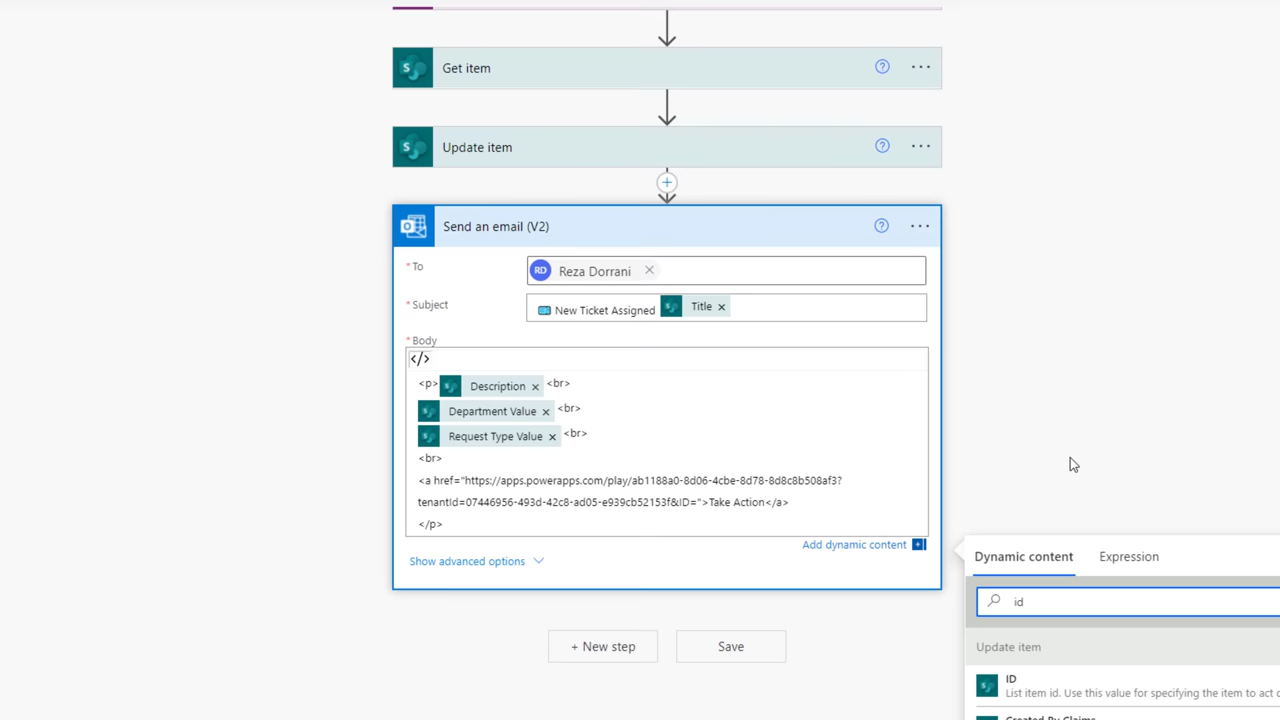 Get item
Update item
Send an email (V2)
* To
RD Reza Dorrani
* Subject
New Ticket Assigned Title
* Body
</>
<p> Description <br>
Department Value <br>
Request Type Value <br>
<br>
<a href="https://apps.powerapps.com/play/ab1188a0-8d06-4cbe-8d78-8d8c8b508af3?
tenantId=07446956-493d-42c8-ad05-e939cb52153f&ID=">Take Action</a>
</p>
Add dynamic content
Show advanced options
+ New step
Save
Dynamic content Expression
id
Update item
ID
List item id. Use this value for specifying the item to act
Created By Claims